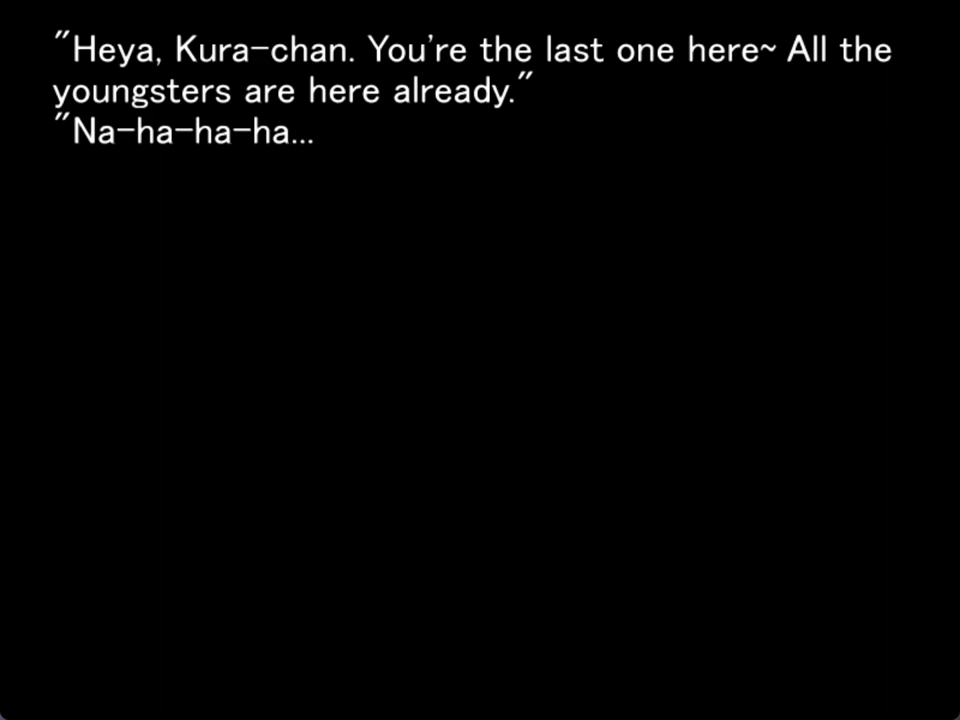 "Heya, Kura-chan. You're the last one here~ All the
youngsters are here already."
"Na-ha-ha-ha...